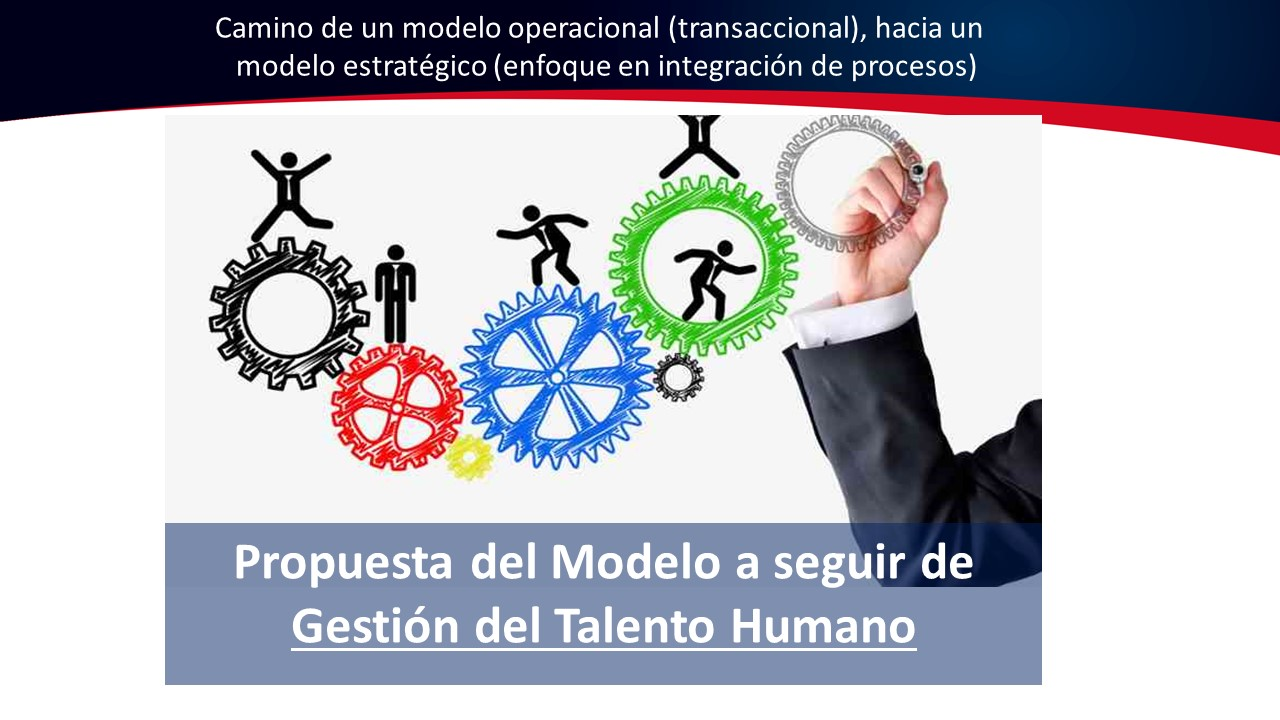 Camino de un modelo operacional (transaccional), hacia un
modelo estratégico (enfoque en integración de procesos)
Propuesta del Modelo a seguir de
Gestión del Talento Humano